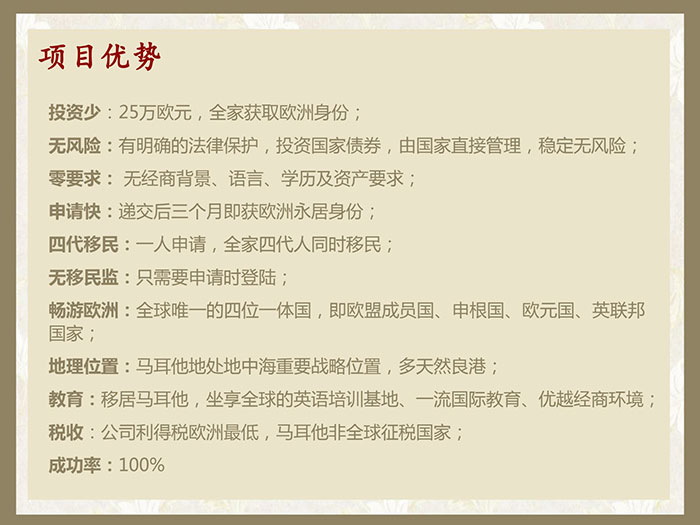 项目优势
投资少：25万欧元，全家获取欧洲身份；
无风险：有明确的法律保护，投资国家债券，由国家直接管理，稳定无风险；
零要求： 无经商背景、语言、学历及资产要求；
申请快：递交后三个月即获欧洲永居身份；
四代移民：一人申请，全家四代人同时移民；
无移民监：只需要申请时登陆；
畅游欧洲：全球唯一的四位一体国，即欧盟成员国、申根国、欧元国、英联邦
国家；
地理位置：马耳他地处地中海重要战略位置，多天然良港；
教育：移居马耳他，坐享全球的英语培训基地、一流国际教育、优越经商环境；
税收：公司利得税欧洲最低，马耳他非全球征税国家；
成功率：100%